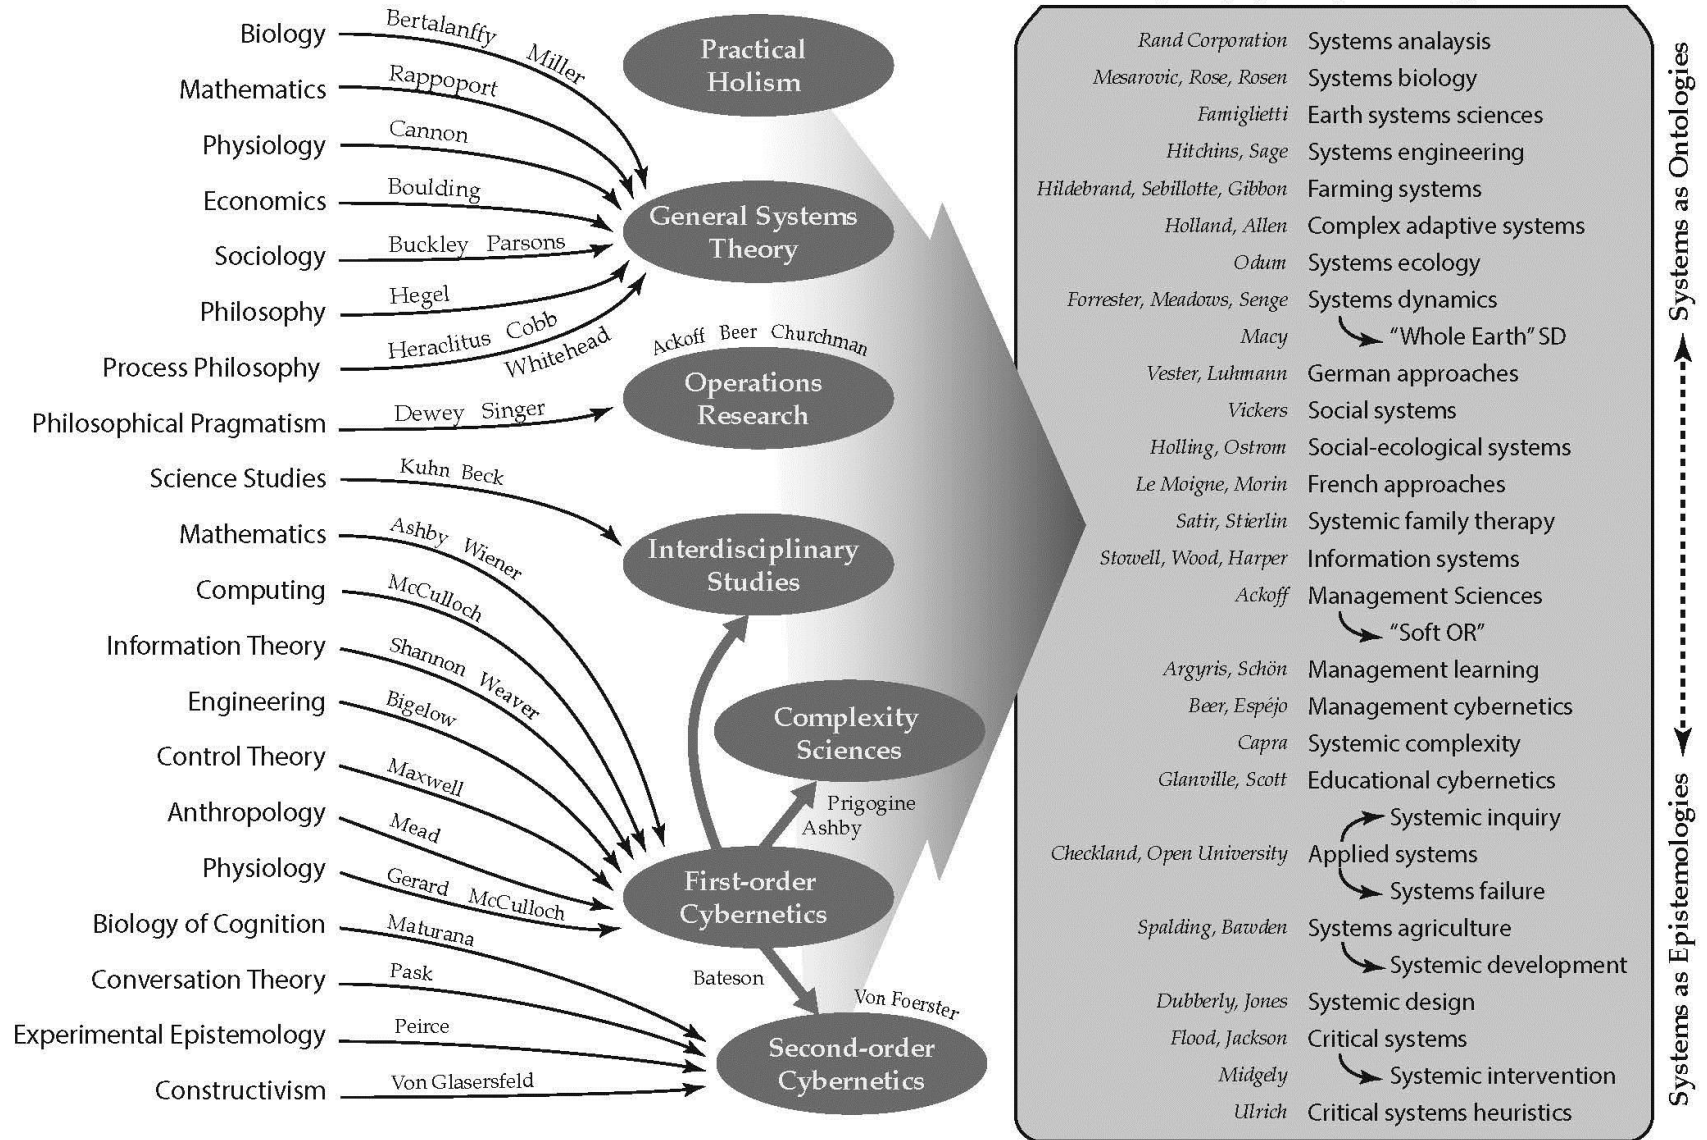 Biology
Bertalanffy Miller
Mathematics
Rappoport
Physiology
Cannon
Economics
Boulding
Sociology
Buckley Parsons
Philosophy
Hegel
Process Philosophy
Heraclitus Cobb
Whitehead
Philosophical Pragmatism
Dewey Singer
Science Studies
Kuhn Beck
Mathematics
Ashby Wiener
Computing
McCulloch
Information Theory
Shannon Weaver
Engineering
Bigelow
Control Theory
Maxwell
Anthropology
Mead
Physiology
Gerard McCulloch
Biology of Cognition
Maturana
Conversation Theory
Pask
Experimental Epistemology
Peirce
Constructivism
Von Glasersfeld
Practical
Holism
General Systems
Theory
Ackoff Beer Churchman
Operations
Research
Interdisciplinary
Studies
Complexity
Sciences
Prigogine
Ashby
First-order
Cybernetics
Bateson
Von Foerster
Second-order
Cybernetics
Rand Corporation Systems analaysis
Mesarovic, Rose, Rosen Systems biology
Famiglietti Earth systems sciences
Hitchins, Sage Systems engineering
Hildebrand, Sebillotte, Gibbon Farming systems
Holland, Allen Complex adaptive systems
Odum Systems ecology
Forrester, Meadows, Senge Systems dynamics
Macy “Whole Earth” SD
Vester, Luhmann German approaches
Vickers Social systems
Holling, Ostrom Social-ecological systems
Le Moigne, Morin French approaches
Satir, Stierlin Systemic family therapy
Stowell, Wood, Harper Information systems
Ackoff Management Sciences
“Soft OR”
Argyris, Schön Management learning
Beer, Espéjo Management cybernetics
Capra Systemic complexity
Glanville, Scott Educational cybernetics
Systemic inquiry
Checkland, Open University Applied systems
Systems failure
Spalding, Bawden Systems agriculture
Systemic development
Dubberly, Jones Systemic design
Flood, Jackson Critical systems
Midgely Systemic intervention
Ulrich Critical systems heuristics
Systems as Ontologies
Systems as Epistemologies